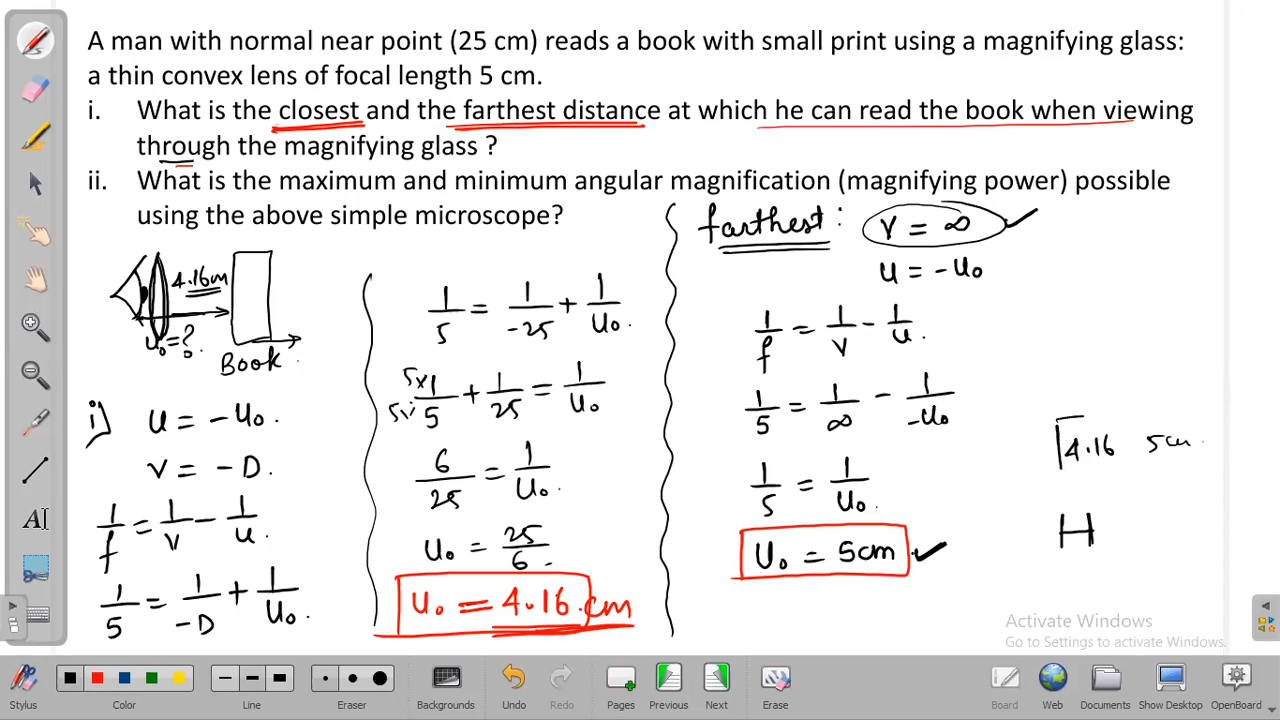 A man with normal near point (25 cm) reads a book with small print using a magnifying glass:
a thin convex lens of focal length 5 cm.
i. What is the closest and the farthest distance at which he can read the book when viewing
through the magnifying glass ?
ii. What is the maximum and minimum angular magnification (magnifying power) possible
using the above simple microscope?
4.16cm
u₀=?
Book
i) u = -u₀
v = -D.
1/f = 1/v - 1/u.
1/5 = 1/-D + 1/u₀.
1/5 = 1/-25 + 1/u₀.
5×1/5×5 + 1/25 = 1/u₀
6/25 = 1/u₀.
u₀ = 25/6
u₀ = 4.16 cm
farthest: v = ∞
u = -u₀
1/f = 1/v - 1/u.
1/5 = 1/∞ - 1/-u₀
1/5 = 1/u₀.
u₀ = 5cm
4.16 5cm
H
Activate Windows
Go to Settings to activate Windows.
Stylus
Color
Line
Eraser
Backgrounds
Undo
Redo
Pages
Previous
Next
Erase
Board
Web
Documents
Show Desktop
OpenBoard